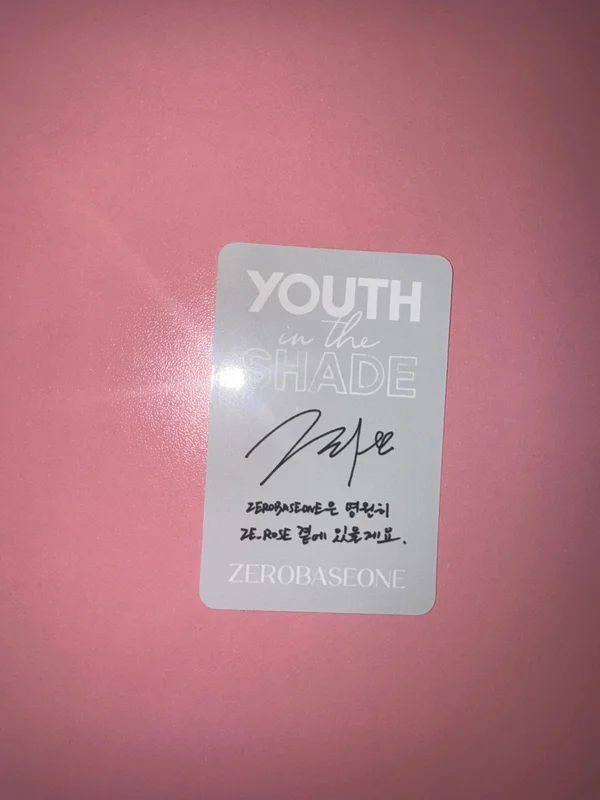 YOUTH
in the
SHADE
ZEROBASEONE은 영원히
ZE_ROSE 곁에 있을게요.
ZEROBASEONE